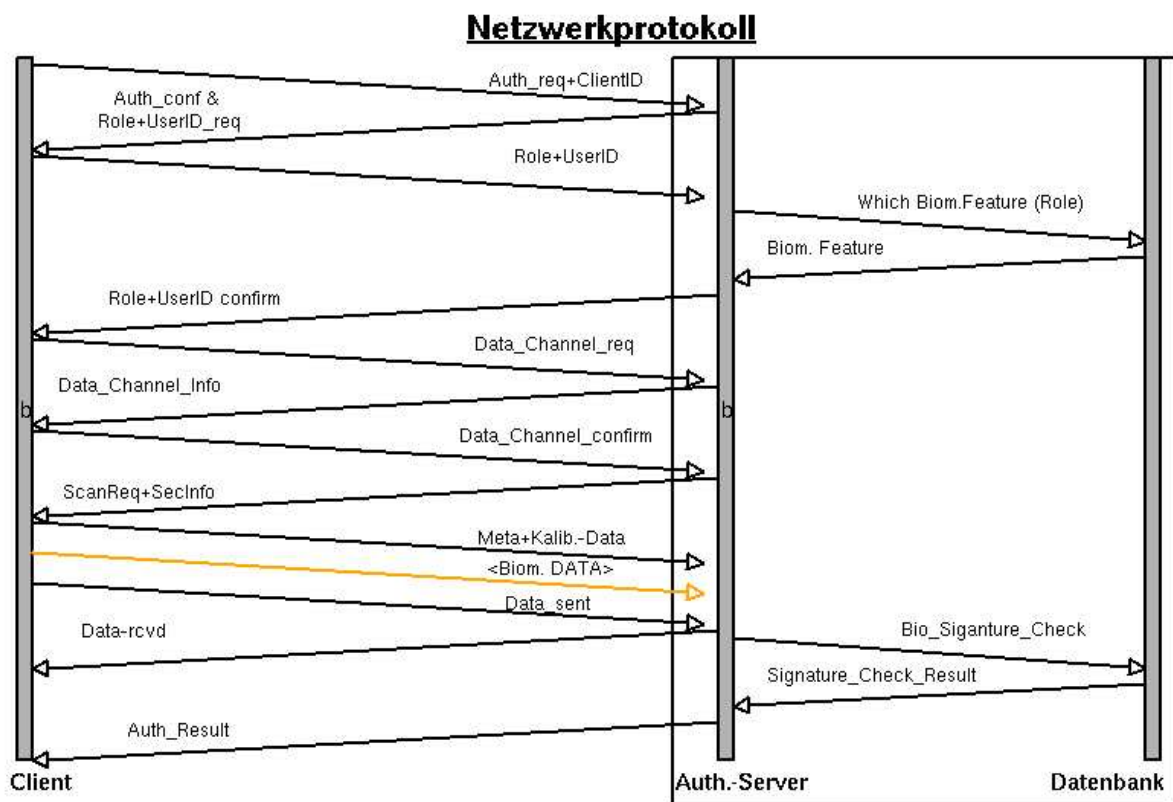 Netzwerkprotokoll
Auth_req+ClientID
Auth_conf &
Role+UserID_req
Role+UserID
Which Biom.Feature (Role)
Biom. Feature
Role+UserID confirm
Data_Channel_req
Data_Channel_Info
b
b
Data_Channel_confirm
ScanReq+SecInfo
Meta+Kalib.-Data
<Biom. DATA>
Data_sent
Data-rcvd
Bio_Siganture_Check
Signature_Check_Result
Auth_Result
Client
Auth.-Server
Datenbank